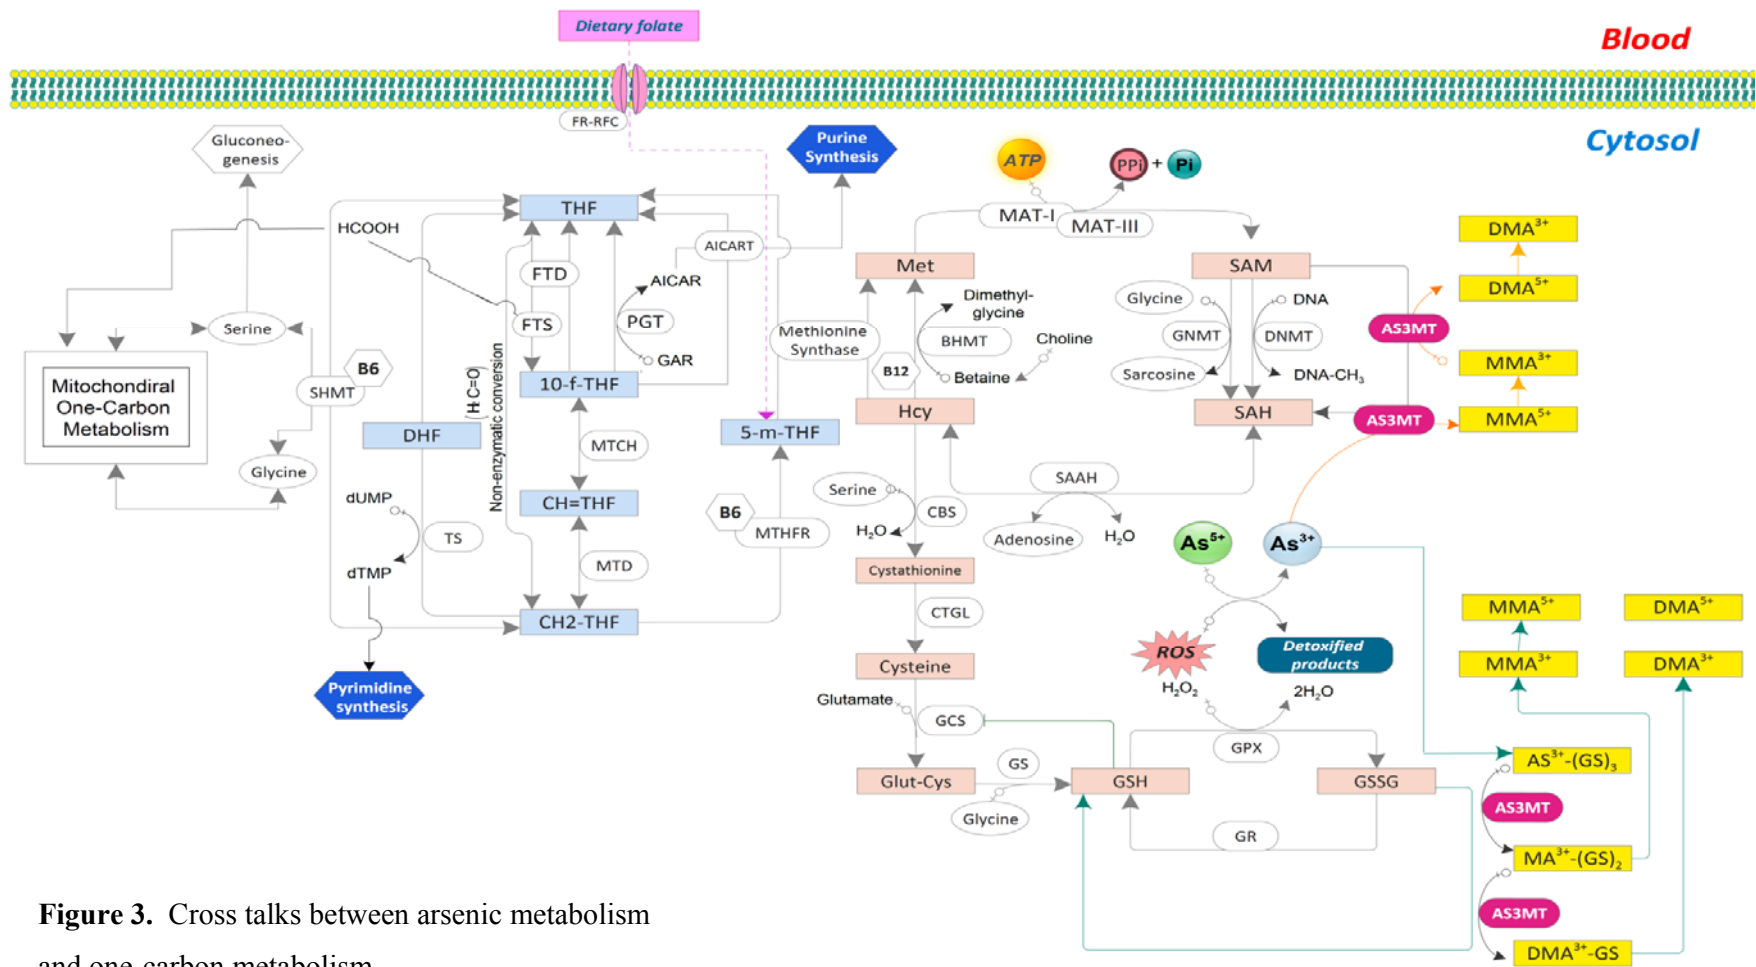 Dietary folate
Blood
FR-RFC
Cytosol
Gluconeo-
genesis
Purine
Synthesis
ATP
PPi + Pi
MAT-I
MAT-III
THF
HCOOH
AICART
FTD
AICAR
Met
SAM
DMA3+
DMA5+
Serine
FTS
PGT
GAR
Methionine
Synthase
Dimethyl-
glycine
BHMT
Choline
Betaine
B12
Glycine
DNA
GNMT
DNMT
Sarcosine
DNA-CH3
AS3MT
MMA3+
MMA5+
AS3MT
Mitochondiral
One-Carbon
Metabolism
B6
SHMT
Glycine
DHF
Non-enzymatic conversion
(H2C=O)
10-f-THF
MTCH
CH=THF
MTD
CH2-THF
5-m-THF
B6
MTHFR
Hcy
SAH
SAAH
Adenosine
H2O
dUMP
TS
dTMP
Pyrimidine
synthesis
Serine
H2O
CBS
Cystathionine
CTGL
Cysteine
Glutamate
GCS
Glut-Cys
GS
Glycine
GSH
As5+
As3+
ROS
Detoxified
products
H2O2
2H2O
GPX
GSSG
GR
MMA5+
DMA5+
MMA3+
DMA3+
AS3+-(GS)3
AS3MT
MA3+-(GS)2
AS3MT
DMA3+-GS
Figure 3. Cross talks between arsenic metabolism
and one-carbon metabolism